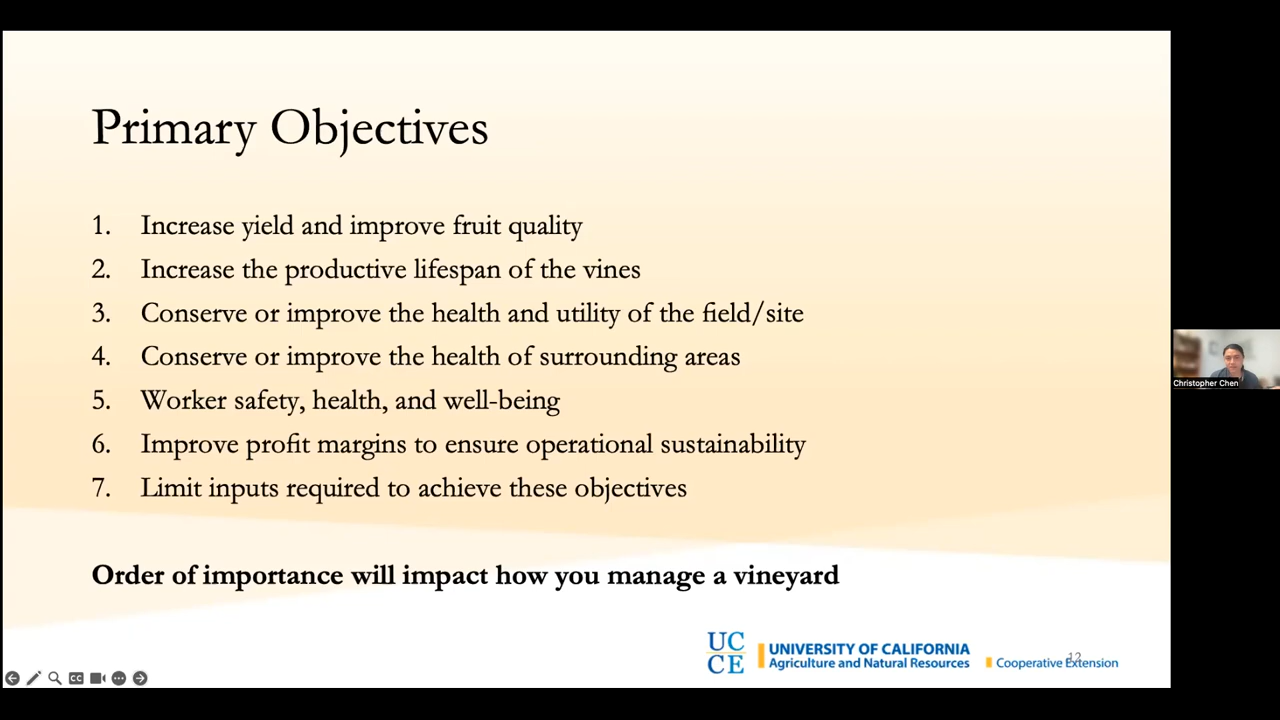 Primary Objectives
1. Increase yield and improve fruit quality
2. Increase the productive lifespan of the vines
3. Conserve or improve the health and utility of the field/site
4. Conserve or improve the health of surrounding areas
5. Worker safety, health, and well-being
6. Improve profit margins to ensure operational sustainability
7. Limit inputs required to achieve these objectives
Order of importance will impact how you manage a vineyard
UC
CE
UNIVERSITY OF CALIFORNIA
Agriculture and Natural Resources
Cooperative Extension
12
CC
Christopher Chen